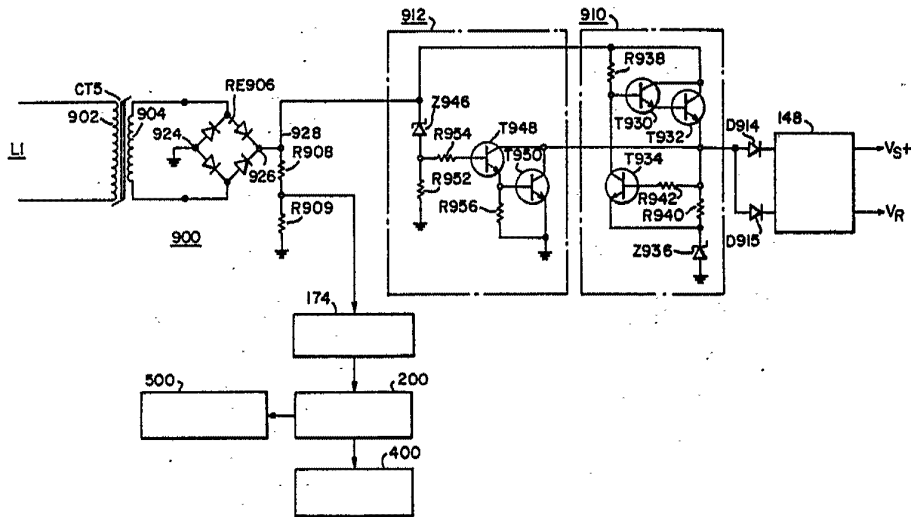 912
910
CT5
RE906
902
904
924
L1
928
R908
926
R909
900
Z946
R954
T948
T950
R952
R956
R938
T930
T932
T934
R942
R940
Z936
D914
148
VS+
VR
D915
174
500
200
400